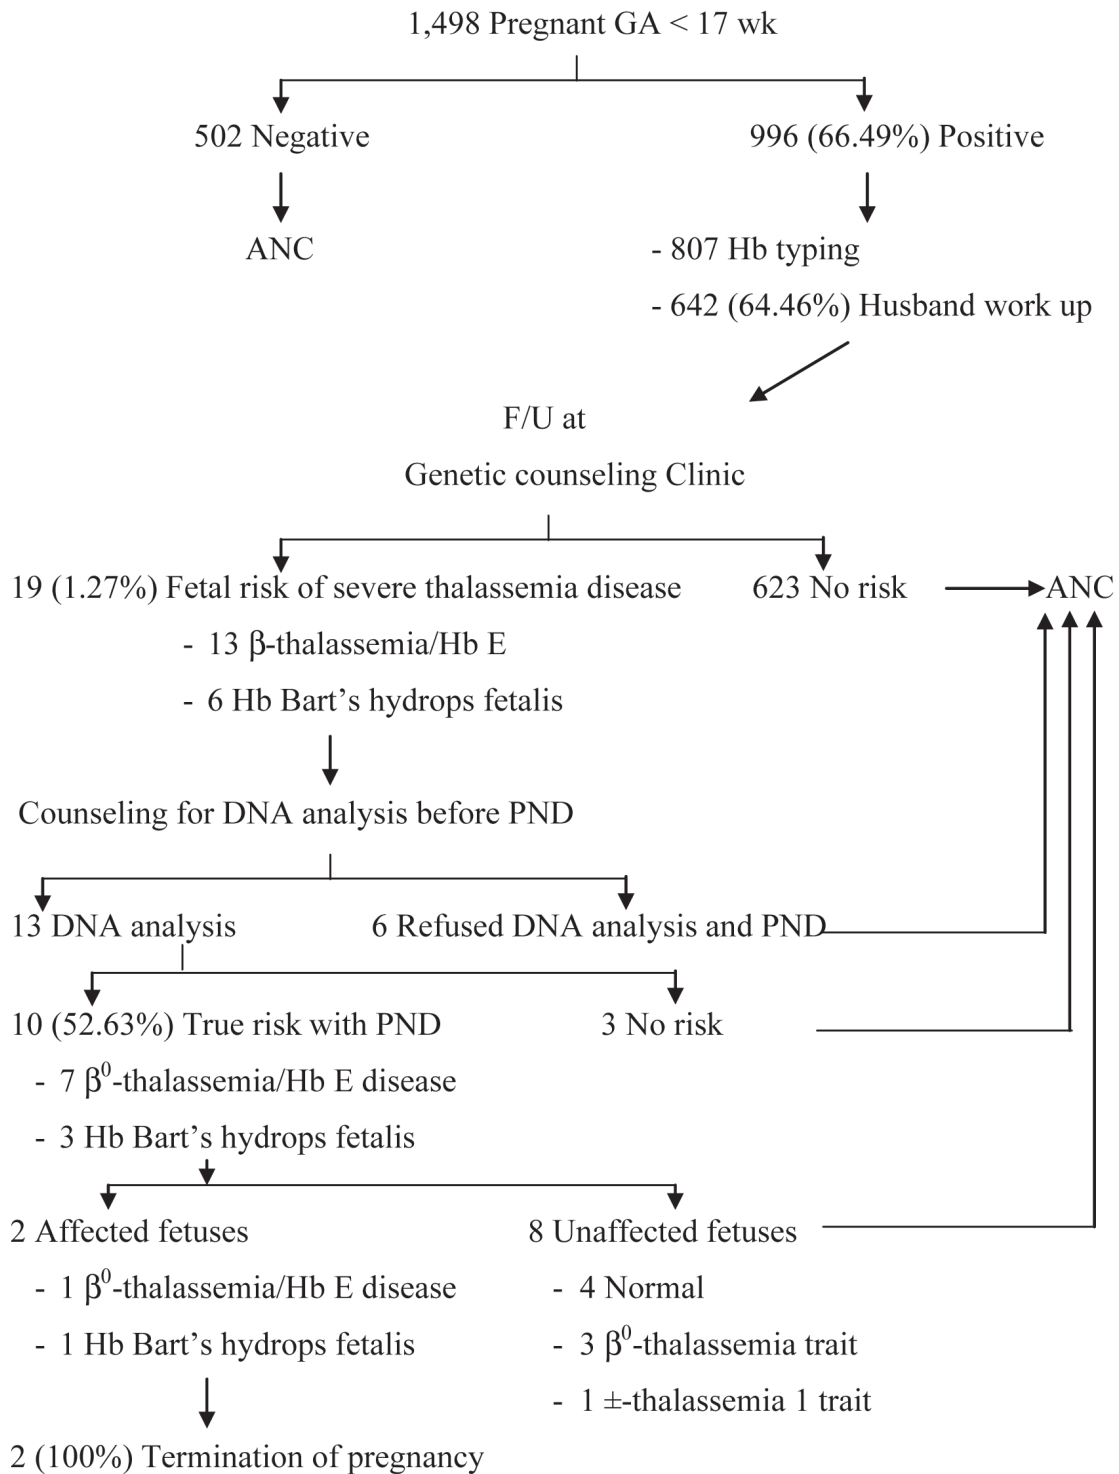 1,498 Pregnant GA < 17 wk
502 Negative
996 (66.49%) Positive
ANC
- 807 Hb typing
- 642 (64.46%) Husband work up
F/U at
Genetic counseling Clinic
19 (1.27%) Fetal risk of severe thalassemia disease
623 No risk
ANC
- 13 β-thalassemia/Hb E
- 6 Hb Bart’s hydrops fetalis
Counseling for DNA analysis before PND
13 DNA analysis
6 Refused DNA analysis and PND
10 (52.63%) True risk with PND
3 No risk
- 7 β⁰-thalassemia/Hb E disease
- 3 Hb Bart’s hydrops fetalis
2 Affected fetuses
8 Unaffected fetuses
- 1 β⁰-thalassemia/Hb E disease
- 4 Normal
- 1 Hb Bart’s hydrops fetalis
- 3 β⁰-thalassemia trait
- 1 ±-thalassemia 1 trait
2 (100%) Termination of pregnancy